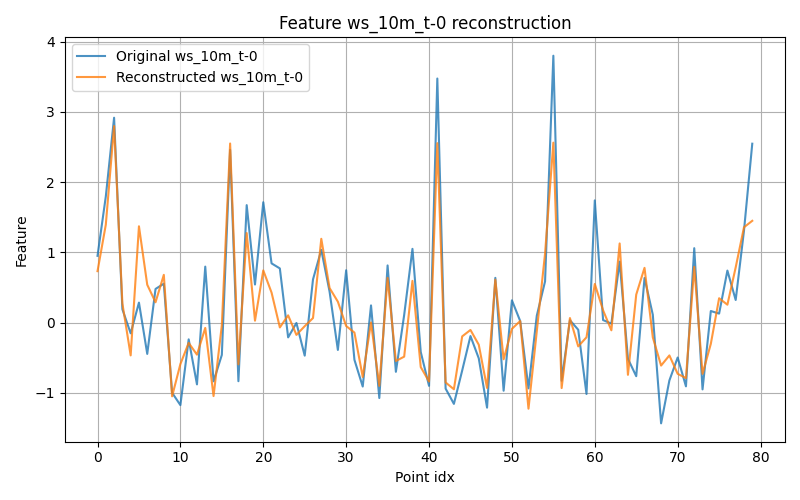 Feature ws_10m_t-0 reconstruction
Original ws_10m_t-0
Reconstructed ws_10m_t-0
Feature
4
3
2
1
0
−1
0 10 20 30 40 50 60 70 80
Point idx